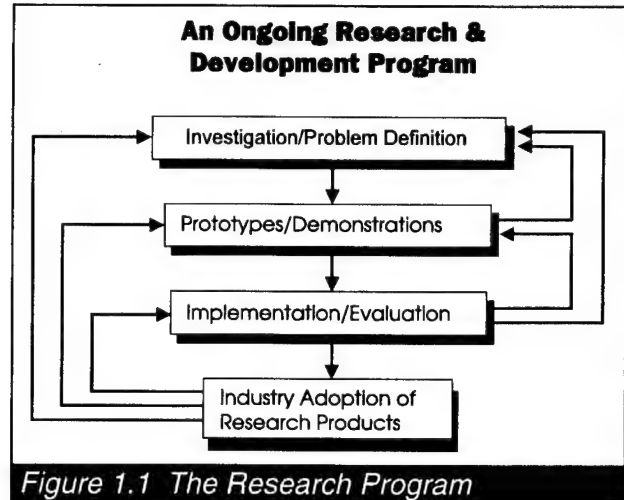 An Ongoing Research &
Development Program
Investigation/Problem Definition
Prototypes/Demonstrations
Implementation/Evaluation
Industry Adoption of
Research Products
Figure 1.1 The Research Program